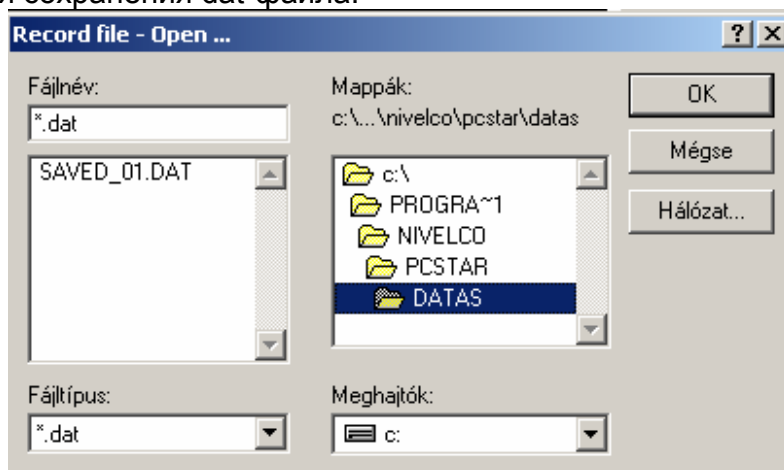 сохранения dat-файла.
Record file - Open ...
Fájlnév:
*.dat
SAVED_01.DAT
Fájltípus:
*.dat
Mappák:
c:\...\nivelco\pcstar\datas
c:\
PROGRA~1
NIVELCO
PCSTAR
DATAS
Meghajtók:
c:
OK
Mégse
Hálózat...